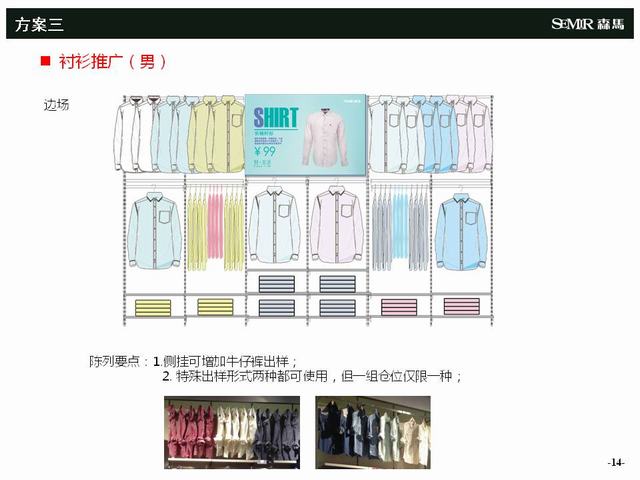 方案三
SEMIR 森馬
衬衫推广（男）
边场
SHIRT
¥99
陈列要点：1.侧挂可增加牛仔裤出样；
2. 特殊出样形式两种都可使用，但一组仓位仅限一种；
-14-